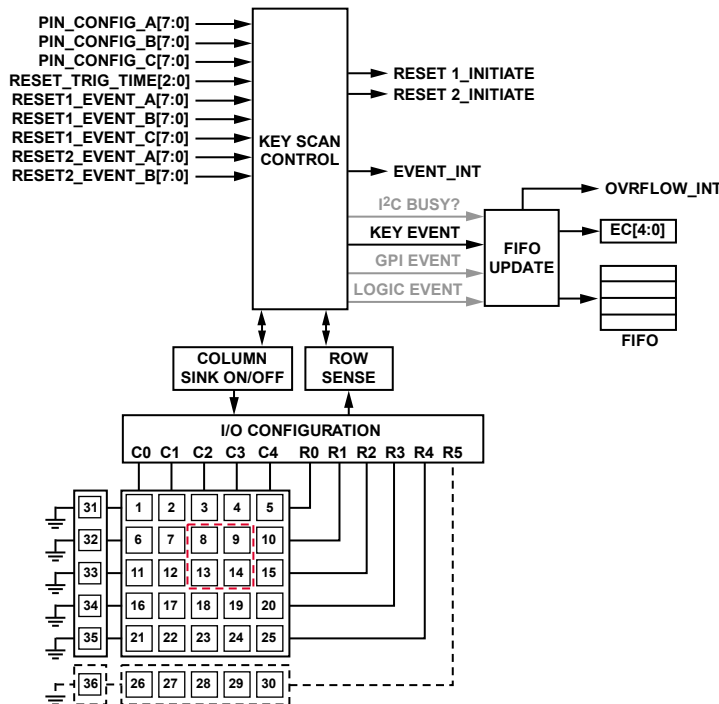 PIN_CONFIG_A[7:0]
PIN_CONFIG_B[7:0]
PIN_CONFIG_C[7:0]
RESET_TRIG_TIME[2:0]
RESET1_EVENT_A[7:0]
RESET1_EVENT_B[7:0]
RESET1_EVENT_C[7:0]
RESET2_EVENT_A[7:0]
RESET2_EVENT_B[7:0]
KEY SCAN
CONTROL
RESET 1_INITIATE
RESET 2_INITIATE
EVENT_INT
I2C BUSY?
KEY EVENT
GPI EVENT
LOGIC EVENT
FIFO
UPDATE
OVRFLOW_INT
EC[4:0]
FIFO
COLUMN
SINK ON/OFF
ROW
SENSE
I/O CONFIGURATION
C0 C1 C2 C3 C4 R0 R1 R2 R3 R4 R5
31 1 2 3 4 5
32 6 7 8 9 10
33 11 12 13 14 15
34 16 17 18 19 20
35 21 22 23 24 25
36 26 27 28 29 30